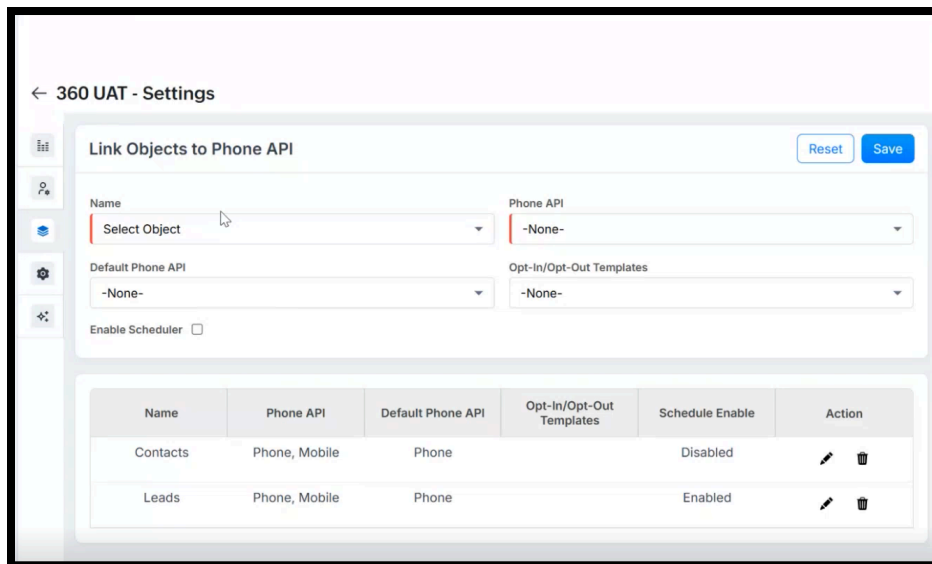 ← 360 UAT - Settings
Link Objects to Phone API
Reset Save
Name Phone API
Select Object -None-
Default Phone API Opt-In/Opt-Out Templates
-None- -None-
Enable Scheduler
Name Phone API Default Phone API Opt-In/Opt-Out Templates Schedule Enable Action
Contacts Phone, Mobile Phone Disabled
Leads Phone, Mobile Phone Enabled